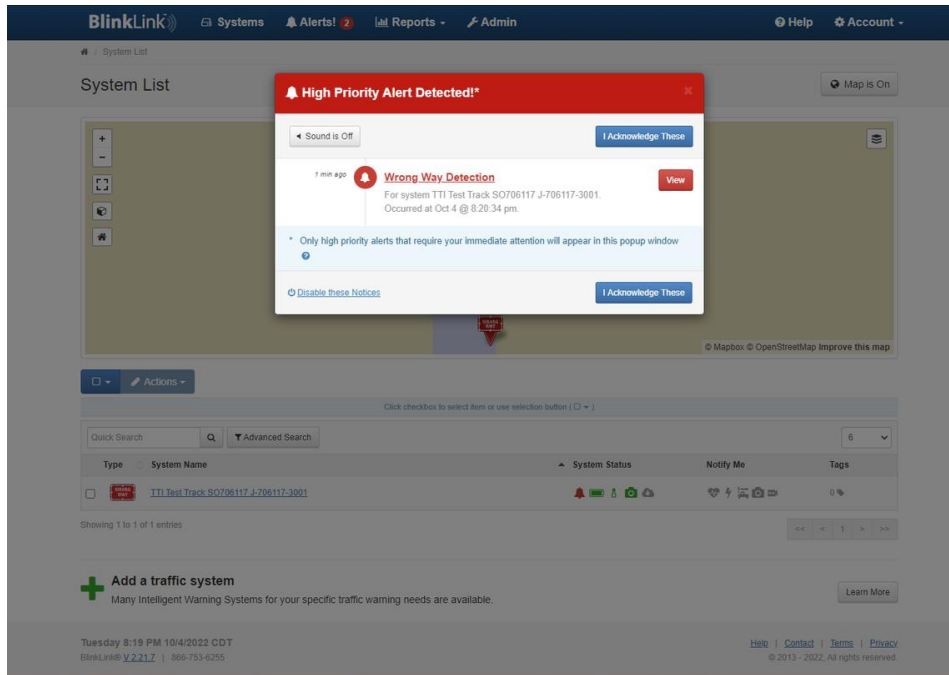 BlinkLink Systems Alerts! 2 Reports Admin Help Account
/ System List
System List
Map is On
High Priority Alert Detected!*
Sound is Off
I Acknowledge These
1 min ago
Wrong Way Detection
View
For system TTI Test Track SO706117 J-706117-3001.
Occurred at Oct 4 @ 8:20:34 pm.
* Only high priority alerts that require your immediate attention will appear in this popup window
Disable these Notices
I Acknowledge These
WRONG
WAY
© Mapbox © OpenStreetMap Improve this map
Actions
Click checkbox to select item or use selection button ( )
Quick Search Advanced Search 6
Type System Name System Status Notify Me Tags
WRONG
WAY
TTI Test Track SO706117 J-706117-3001 0
Showing 1 to 1 of 1 entries
<< < 1 > >>
Add a traffic system
Many Intelligent Warning Systems for your specific traffic warning needs are available.
Learn More
Tuesday 8:19 PM 10/4/2022 CDT
Help | Contact | Terms | Privacy
BlinkLink® V 2.21.7 | 866-753-6255
© 2013 - 2022, All rights reserved.